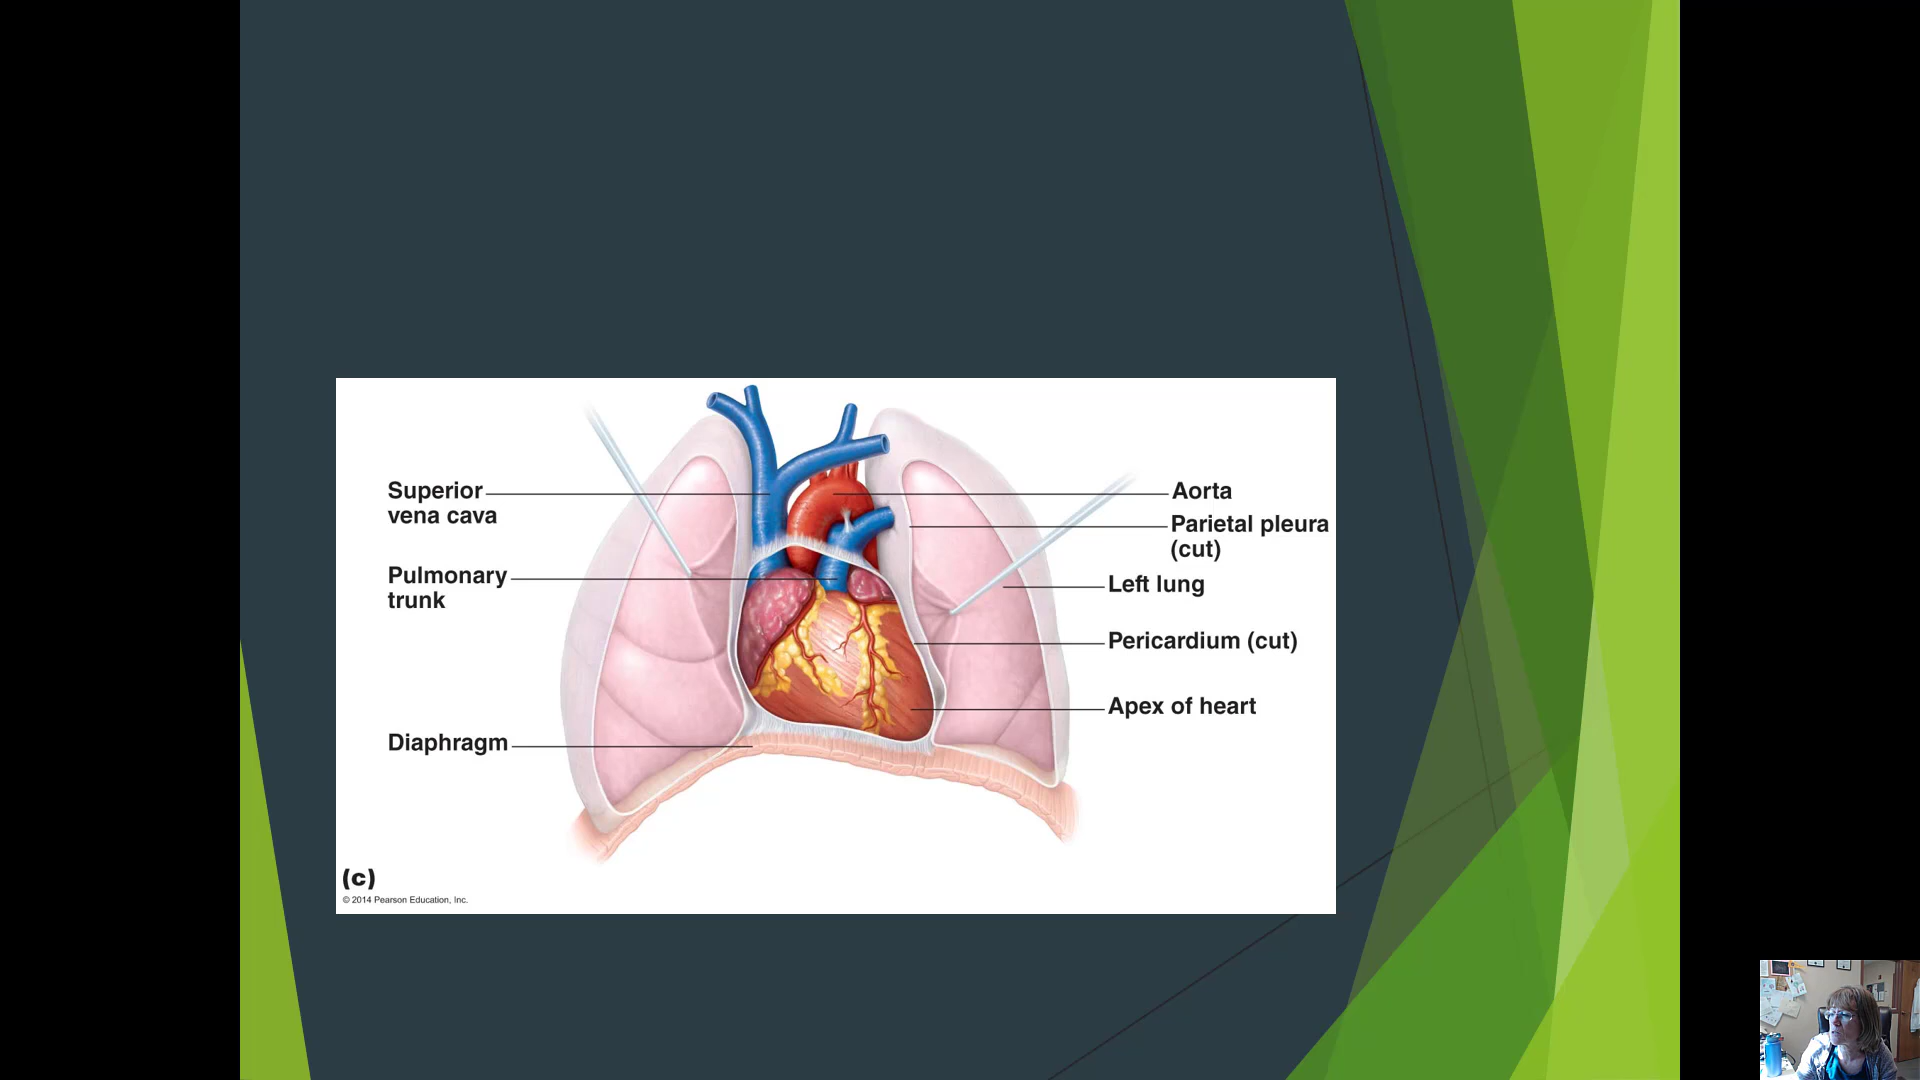 Superior
vena cava
Pulmonary
trunk
Diaphragm
Aorta
Parietal pleura
(cut)
Left lung
Pericardium (cut)
Apex of heart
(c)
© 2014 Pearson Education, Inc.